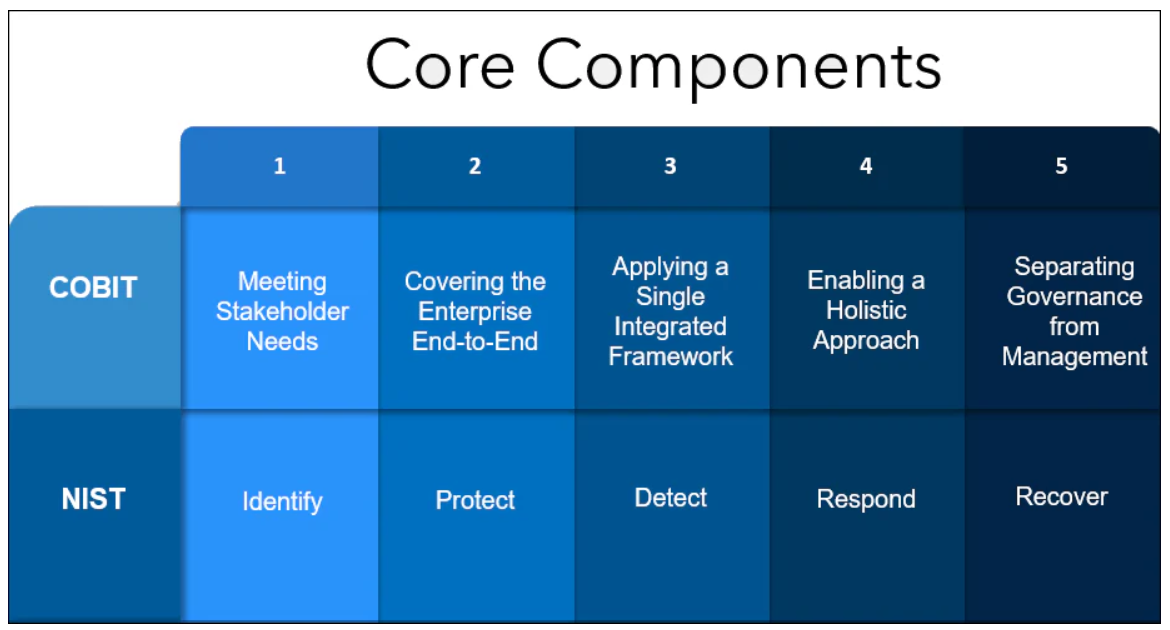 Core Components
1 2 3 4 5
COBIT
Meeting
Stakeholder
Needs
Covering the
Enterprise
End-to-End
Applying a
Single
Integrated
Framework
Enabling a
Holistic
Approach
Separating
Governance
from
Management
NIST
Identify
Protect
Detect
Respond
Recover